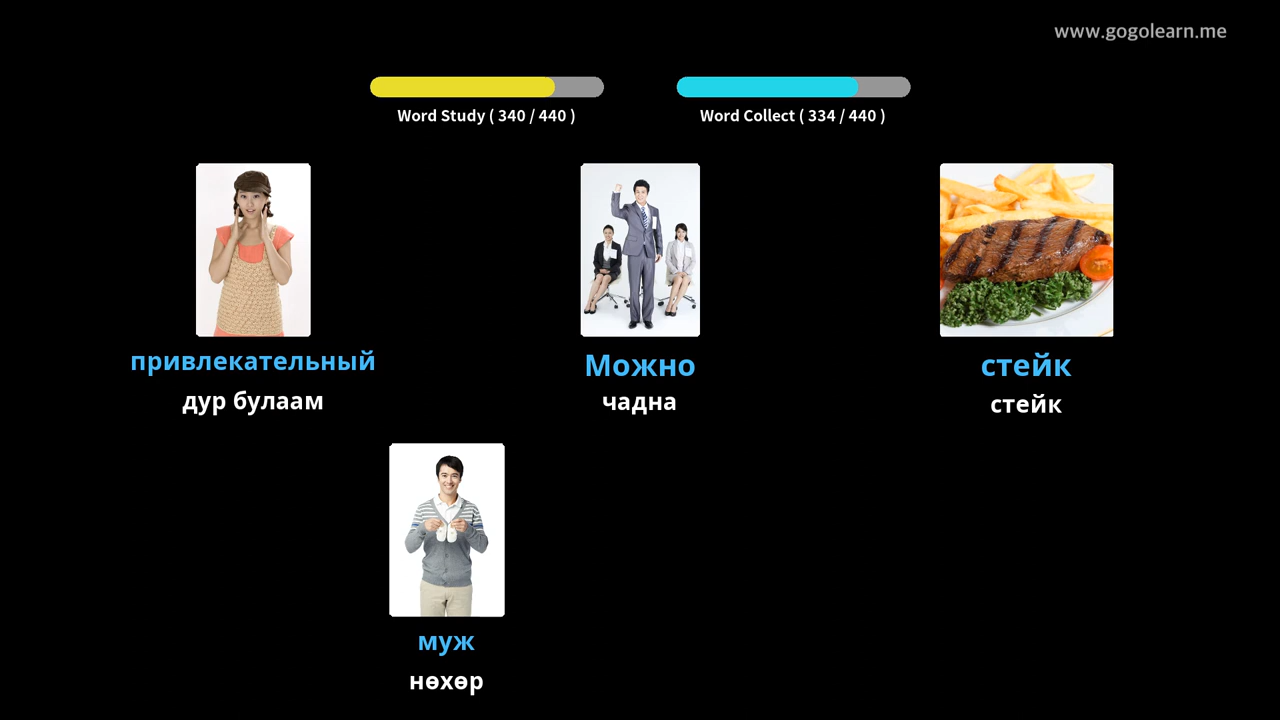 www.gogolearn.me
Word Study ( 340 / 440 )
Word Collect ( 334 / 440 )
привлекательный
дур булаам
Можно
чадна
стейк
стейк
муж
нөхөр